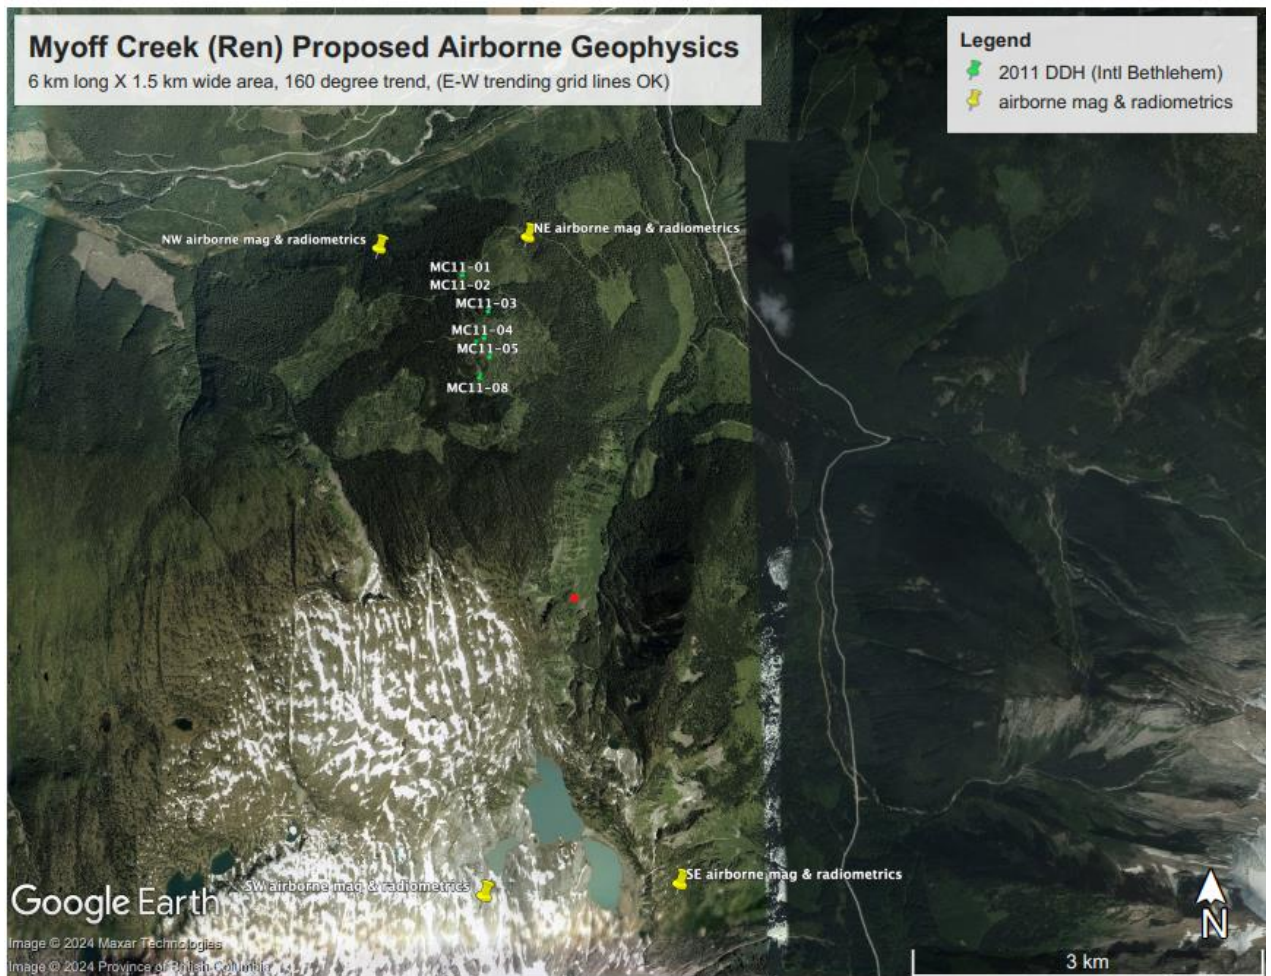 Myoff Creek (Ren) Proposed Airborne Geophysics
6 km long X 1.5 km wide area, 160 degree trend, (E-W trending grid lines OK)
Legend
2011 DDH (Intl Bethlehem)
airborne mag & radiometrics
NW airborne mag & radiometrics
NE airborne mag & radiometrics
MC11-01
MC11-02
MC11-03
MC11-04
MC11-05
MC11-08
SW airborne mag & radiometrics
SE airborne mag & radiometrics
Google Earth
Image © 2024 Maxar Technologies
Image © 2024 Province of British Columbia
N
3 km